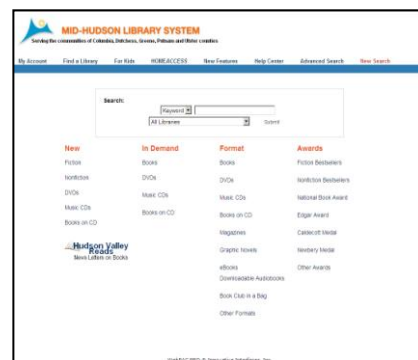 MID-HUDSON LIBRARY SYSTEM
Serving the communities of Columbia, Dutchess, Greene, Putnam and Ulster counties
My Account Find a Library For Kids HOMEACCESS New Features Help Center Advanced Search New Search
Search:
Keyword
All Libraries Submit
New In Demand Format Awards
Fiction Books Books Fiction Bestsellers
Nonfiction DVDs DVDs Nonfiction Bestsellers
DVDs Music CDs Music CDs National Book Award
Music CDs Books on CD Books on CD Edgar Award
Books on CD Magazines Caldecott Medal
Hudson Valley Reads Graphic Novels Newbery Medal
News Letters on Books eBooks Other Awards
Downloadable Audiobooks
Book Club in a Bag
Other Formats
Innovative Interfaces, Inc.